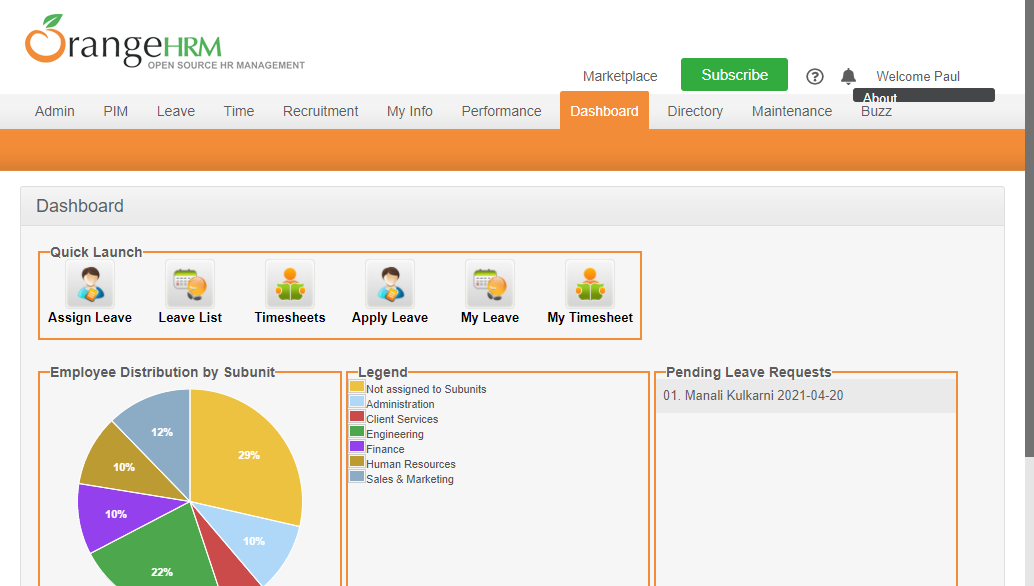 OrangeHRM
OPEN SOURCE HR MANAGEMENT
Marketplace Subscribe ? Welcome Paul
About
Admin PIM Leave Time Recruitment My Info Performance Dashboard Directory Maintenance Buzz
Dashboard
Quick Launch
Assign Leave Leave List Timesheets Apply Leave My Leave My Timesheet
Employee Distribution by Subunit
12%
29%
10%
10%
10%
22%
Legend
Not assigned to Subunits
Administration
Client Services
Engineering
Finance
Human Resources
Sales & Marketing
Pending Leave Requests
01. Manali Kulkarni 2021-04-20